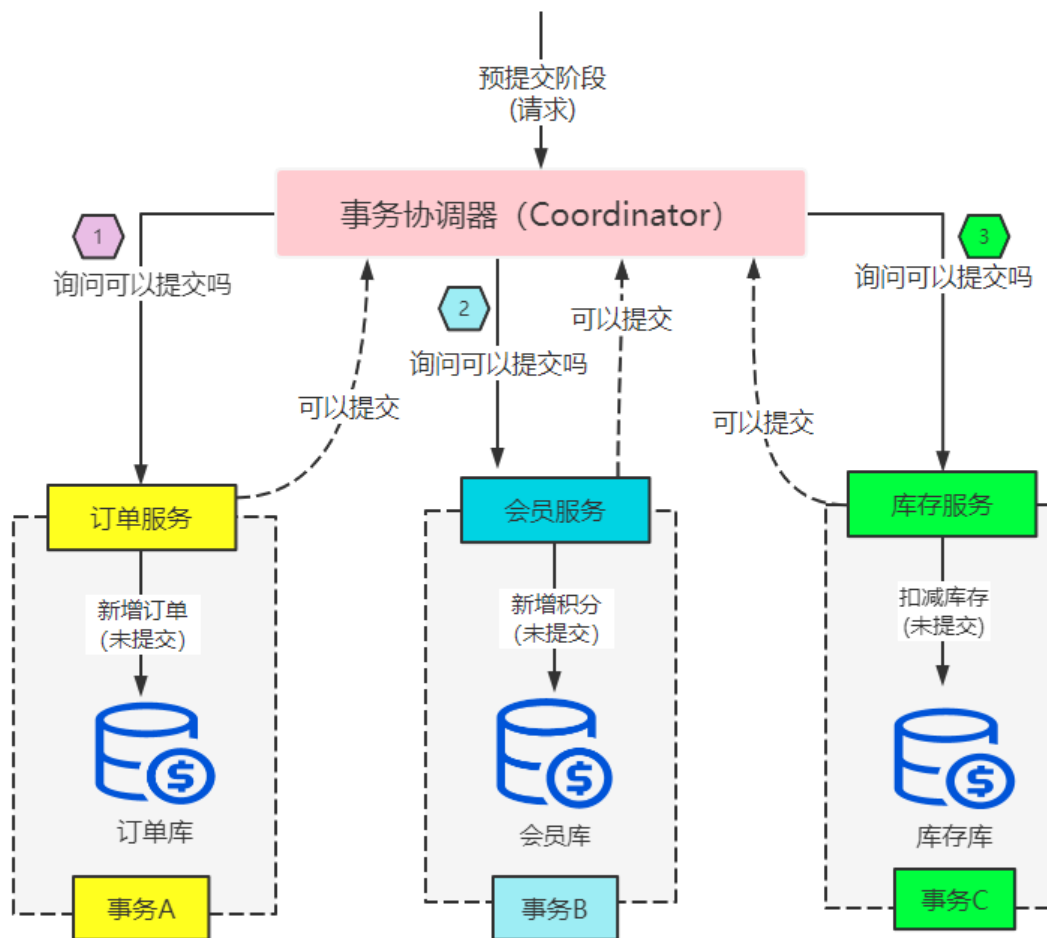 预提交阶段
(请求)
事务协调器（Coordinator）
1
询问可以提交吗
2
询问可以提交吗
3
询问可以提交吗
可以提交
可以提交
可以提交
订单服务
会员服务
库存服务
新增订单
(未提交)
新增积分
(未提交)
扣减库存
(未提交)
$
$
$
订单库
会员库
库存库
事务A
事务B
事务C